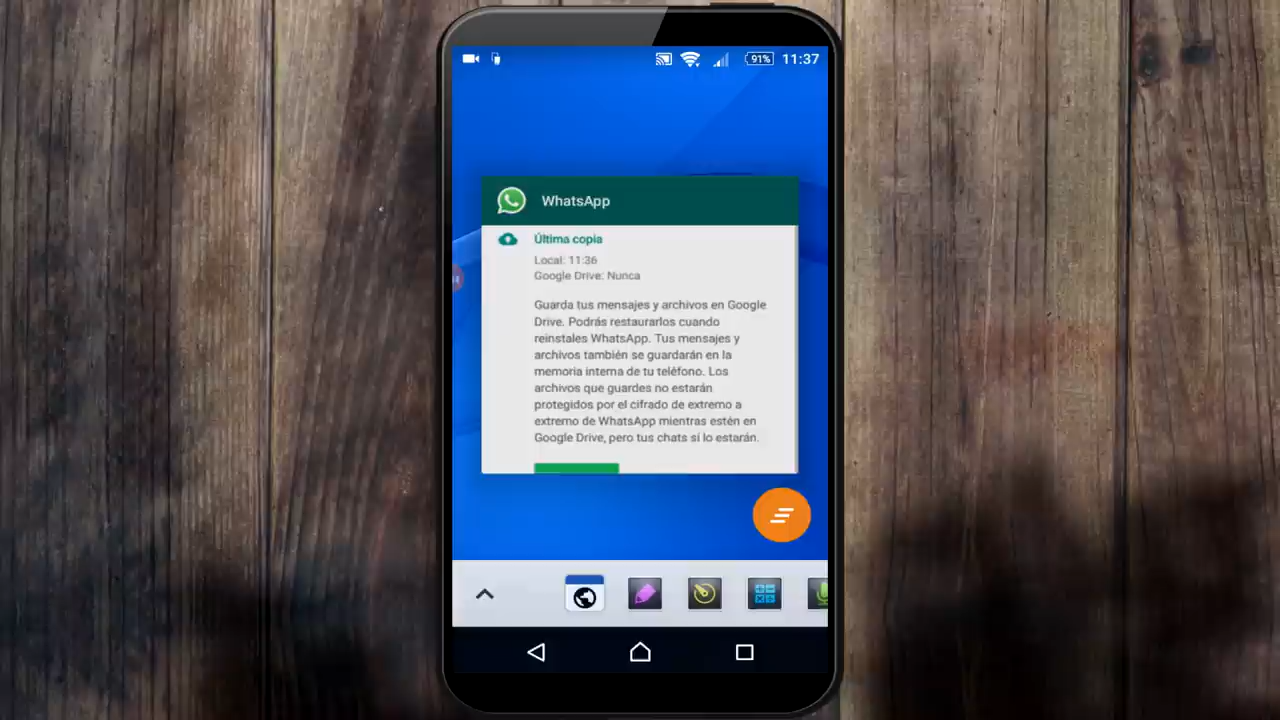 91%
11:37
WhatsApp
Última copia
Local: 11:36
Google Drive: Nunca
Guarda tus mensajes y archivos en Google
Drive. Podrás restaurarlos cuando
reinstales WhatsApp. Tus mensajes y
archivos también se guardarán en la
memoria interna de tu teléfono. Los
archivos que guardes no estarán
protegidos por el cifrado de extremo a
extremo de WhatsApp mientras estén en
Google Drive, pero tus chats sí lo estarán.